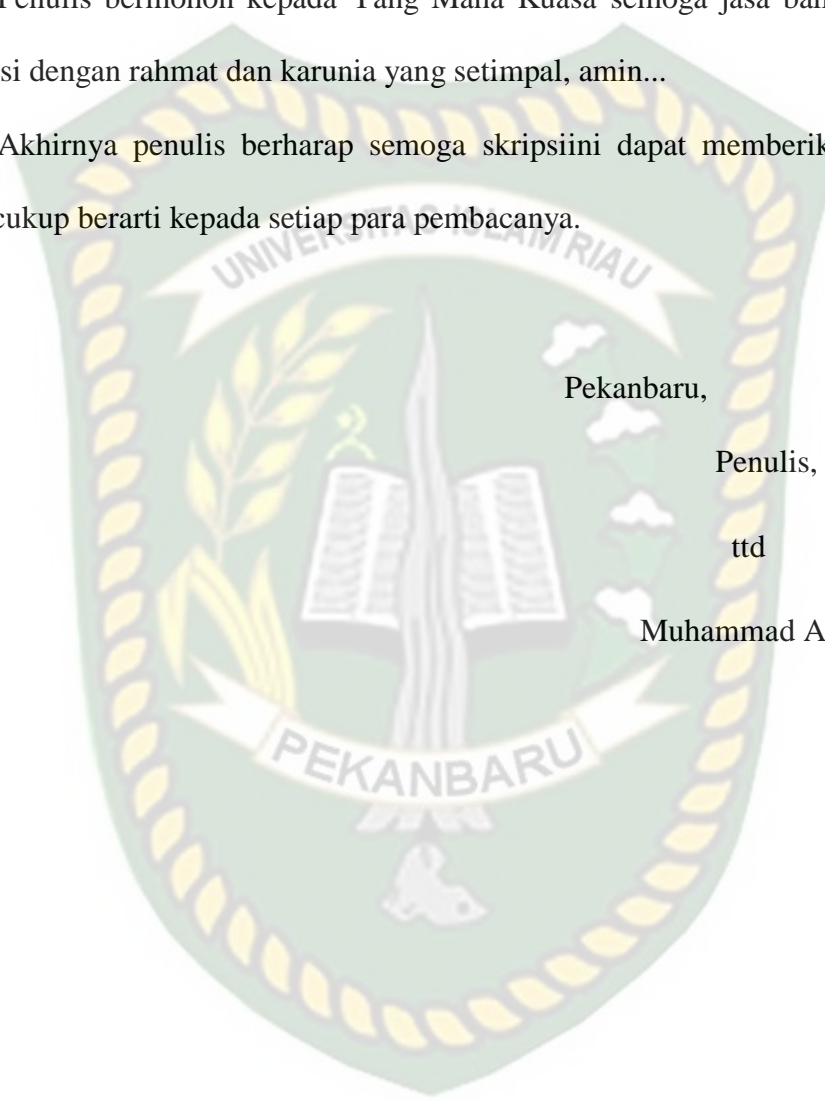 Penulis bermohon kepada Yang Maha Kuasa semoga jasa
si dengan rahmat dan karunia yang setimpal, amin...
Akhirnya penulis berharap semoga skripsiini dapat memberik
cukup berarti kepada setiap para pembacanya.
UNIVERSITAS ISLAM RIAU
Pekanbaru,
Penulis,
ttd
Muhammad A
PEKANBARU